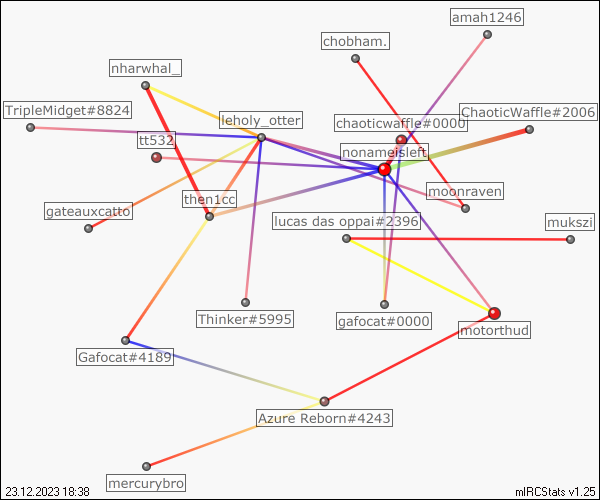 amah1246
chobham.
nharwhal_
TripleMidget#8824
ChaoticWaffle#2006
leholy_otter
chaoticwaffle#0000
tt532
nonameisleft
moonraven
then1cc
gateauxcatto
lucas das oppai#2396
mukszi
Thinker#5995
gafocat#0000
motorthud
Gafocat#4189
Azure Reborn#4243
mercurybro
23.12.2023 18:38
mIRCStats v1.25